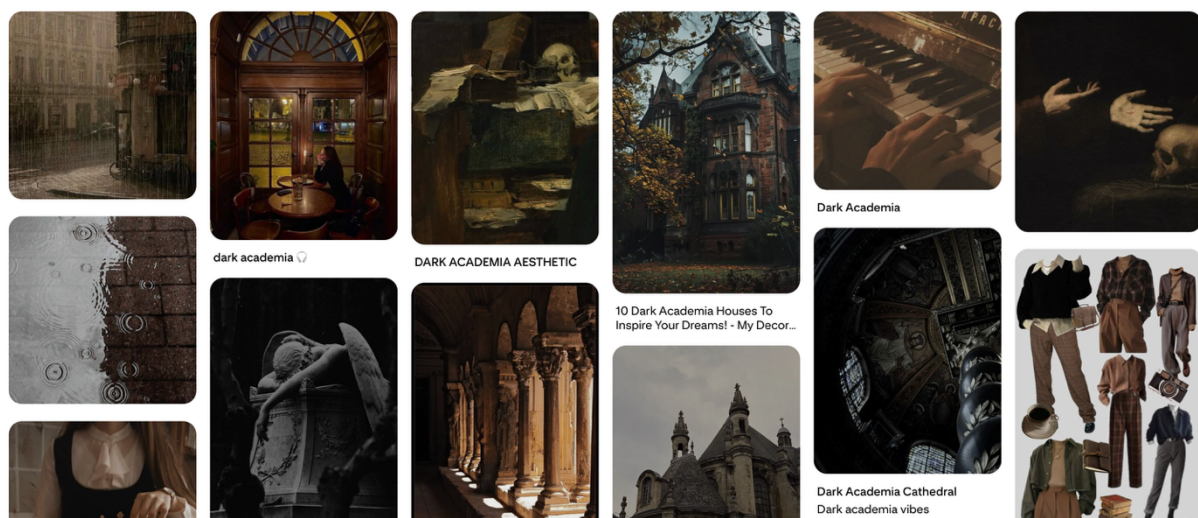 dark academia 🎧
DARK ACADEMIA AESTHETIC
10 Dark Academia Houses To
Inspire Your Dreams! - My Decor...
Dark Academia
Dark Academia Cathedral
Dark academia vibes